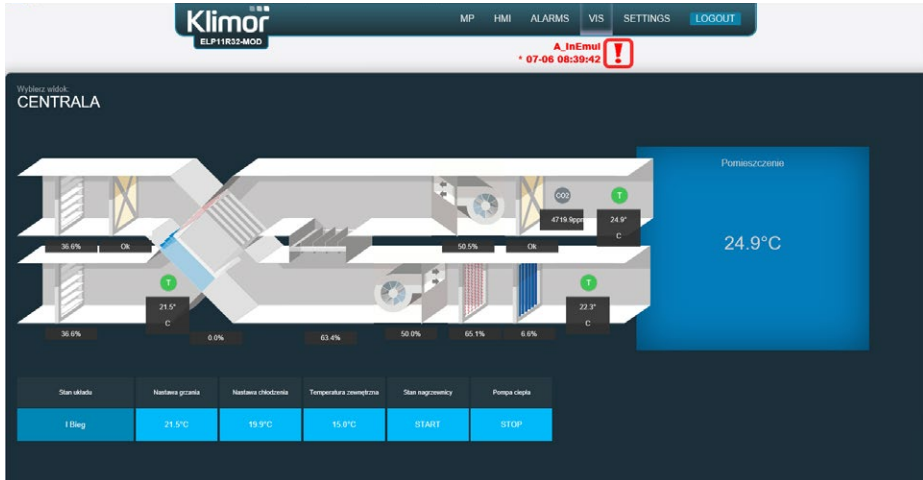 Klimor
ELP11R32-MOD
MP HMI ALARMS VIS SETTINGS LOGOUT
A_InEmul
* 07-06 08:39:42
Wybierz widok:
CENTRALA
Pomieszczenie
24.9°C
CO2
T
4719.9ppm
24.9°
C
36.6%
Ok
50.5%
Ok
T
T
21.5°
C
22.3°
C
36.6%
0.0%
63.4%
50.0%
65.1%
6.6%
Stan układu Nastawa grzania Nastawa chłodzenia Temperatura zewnętrzna Stan nagrzewnicy Pompa ciepła
I Bieg 21.5°C 19.9°C 15.0°C START STOP